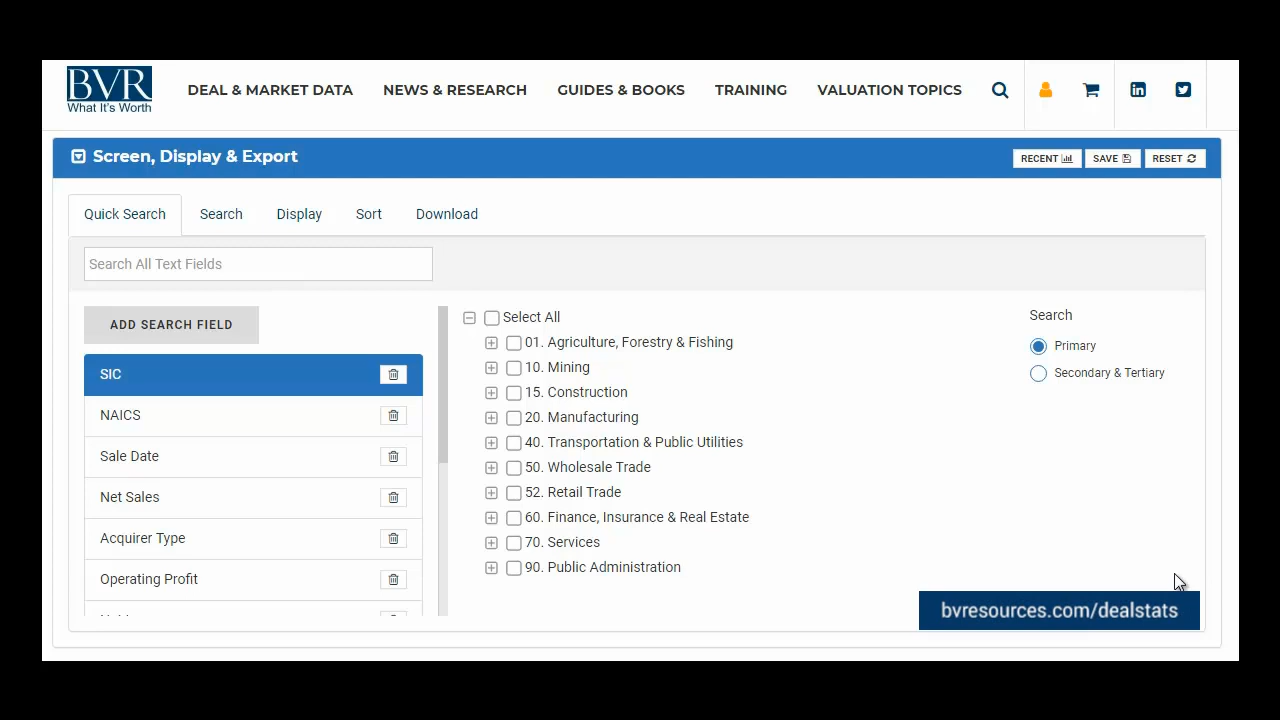 BVR
What It's Worth
DEAL & MARKET DATA NEWS & RESEARCH GUIDES & BOOKS TRAINING VALUATION TOPICS
Screen, Display & Export
RECENT SAVE RESET
Quick Search Search Display Sort Download
Search All Text Fields
ADD SEARCH FIELD
SIC
NAICS
Sale Date
Net Sales
Acquirer Type
Operating Profit
Select All
01. Agriculture, Forestry & Fishing
10. Mining
15. Construction
20. Manufacturing
40. Transportation & Public Utilities
50. Wholesale Trade
52. Retail Trade
60. Finance, Insurance & Real Estate
70. Services
90. Public Administration
Search
Primary
Secondary & Tertiary
bvresources.com/dealstats